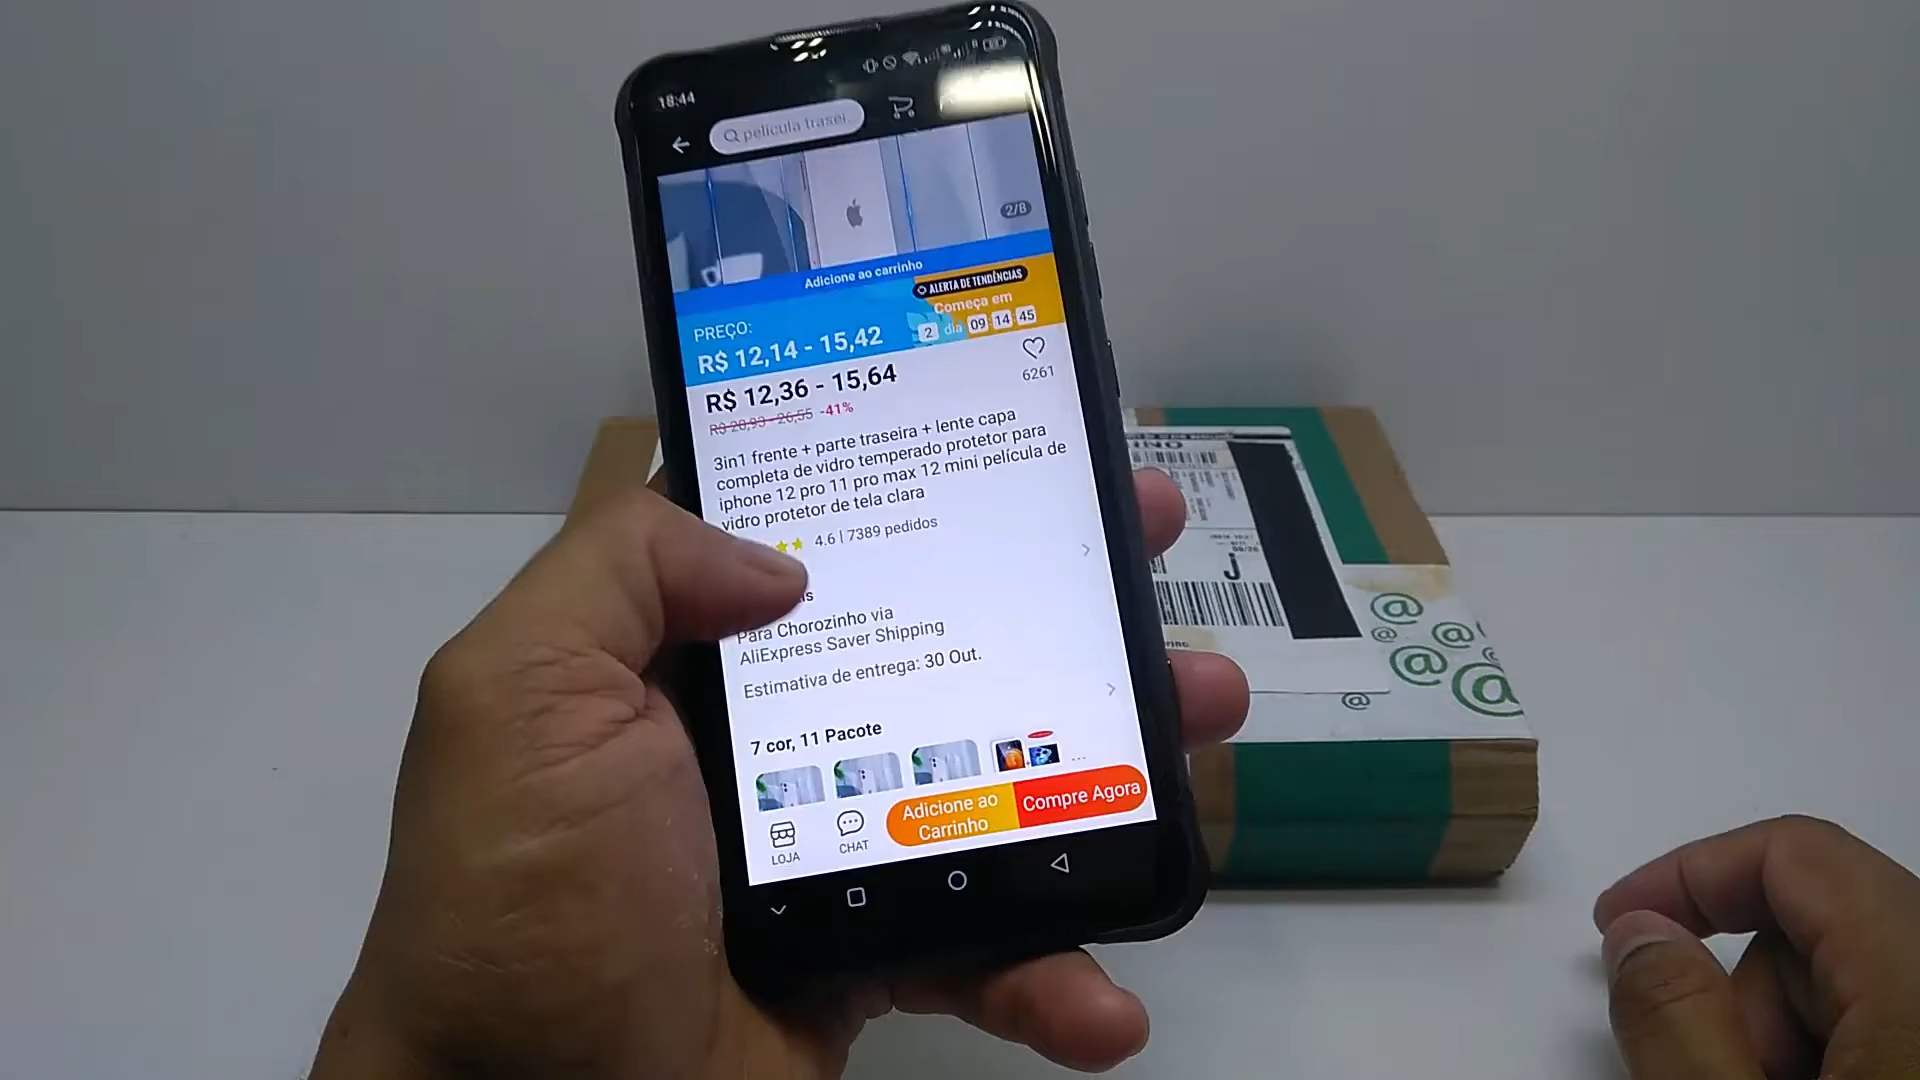 18:44
película trasei...
2/8
Adicione ao carrinho
ALERTA DE TENDÊNCIAS
Começa em
2 dia 09 14 45
PREÇO:
R$ 12,14 - 15,42
R$ 12,36 - 15,64
R$ 20,93 - 26,55 -41%
6261
3in1 frente + parte traseira + lente capa
completa de vidro temperado protetor para
iphone 12 pro 11 pro max 12 mini película de
vidro protetor de tela clara
4.6 | 7389 pedidos
Para Chorozinho via
AliExpress Saver Shipping
Estimativa de entrega: 30 Out.
7 cor, 11 Pacote
...
LOJA
CHAT
Adicione ao
Carrinho
Compre Agora
J
@
@
@
@
@
@